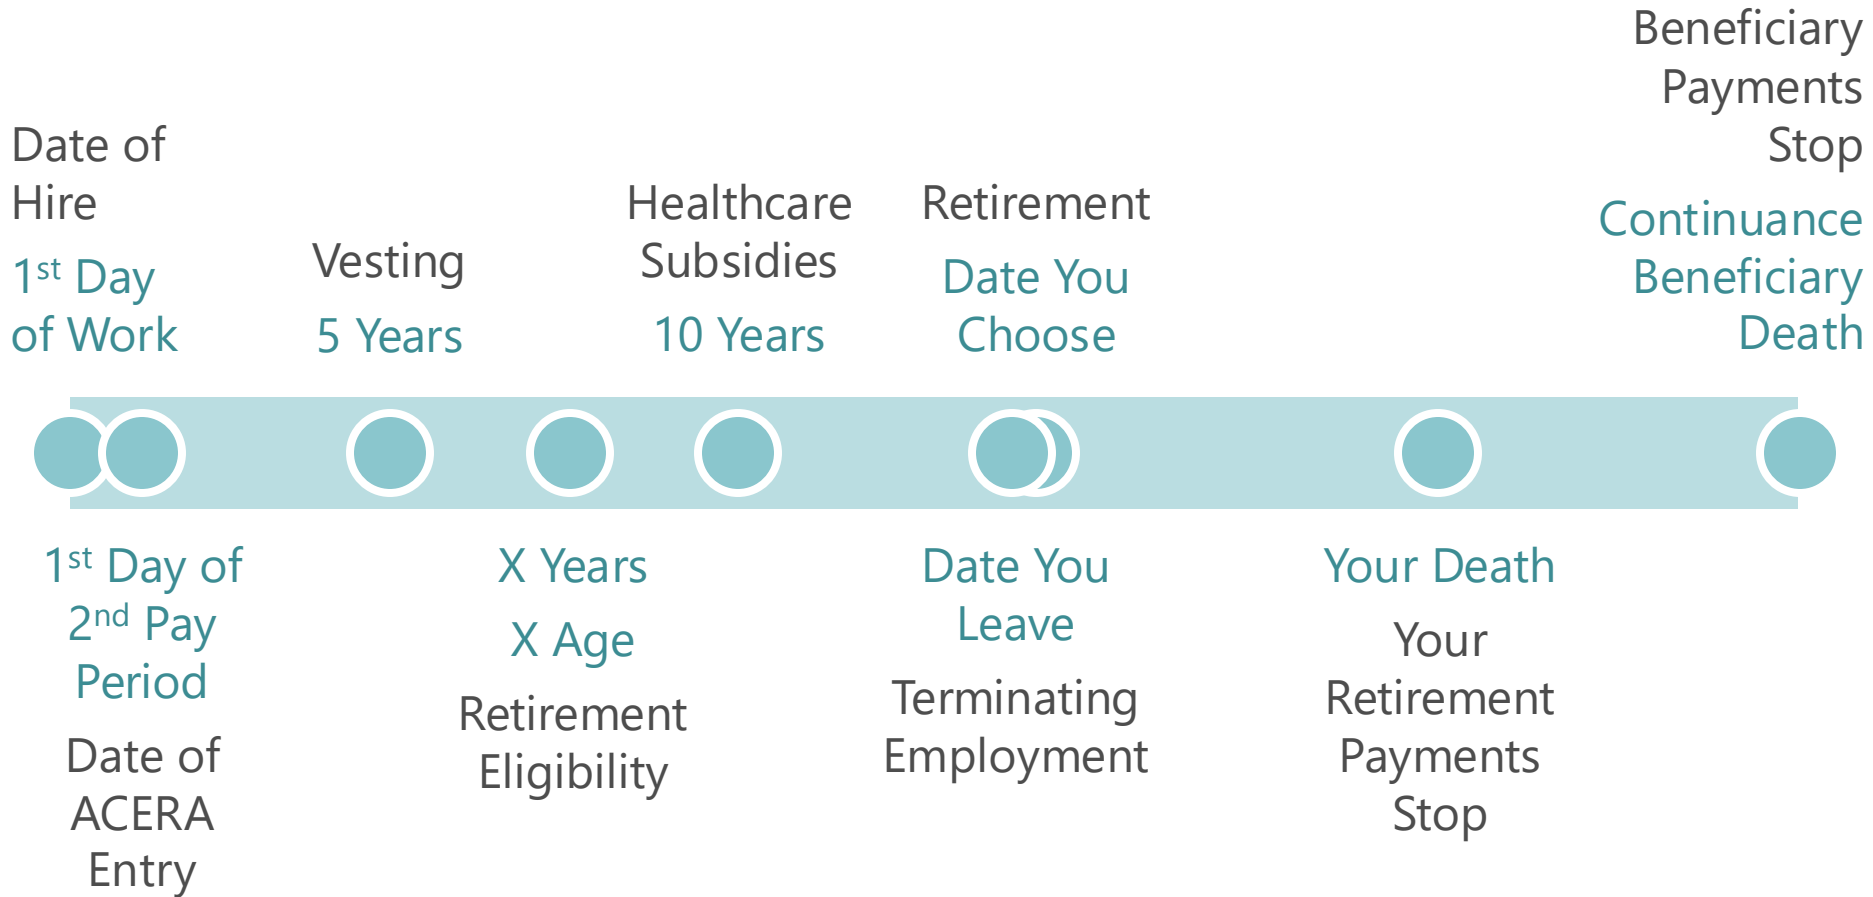 Date of
Hire
1st Day
of Work
Vesting
5 Years
Healthcare
Subsidies
10 Years
Retirement
Date You
Choose
Beneficiary
Payments
Stop
Continuance
Beneficiary
Death
1st Day of
2nd Pay
Period
Date of
ACERA
Entry
X Years
X Age
Retirement
Eligibility
Date You
Leave
Terminating
Employment
Your Death
Your
Retirement
Payments
Stop